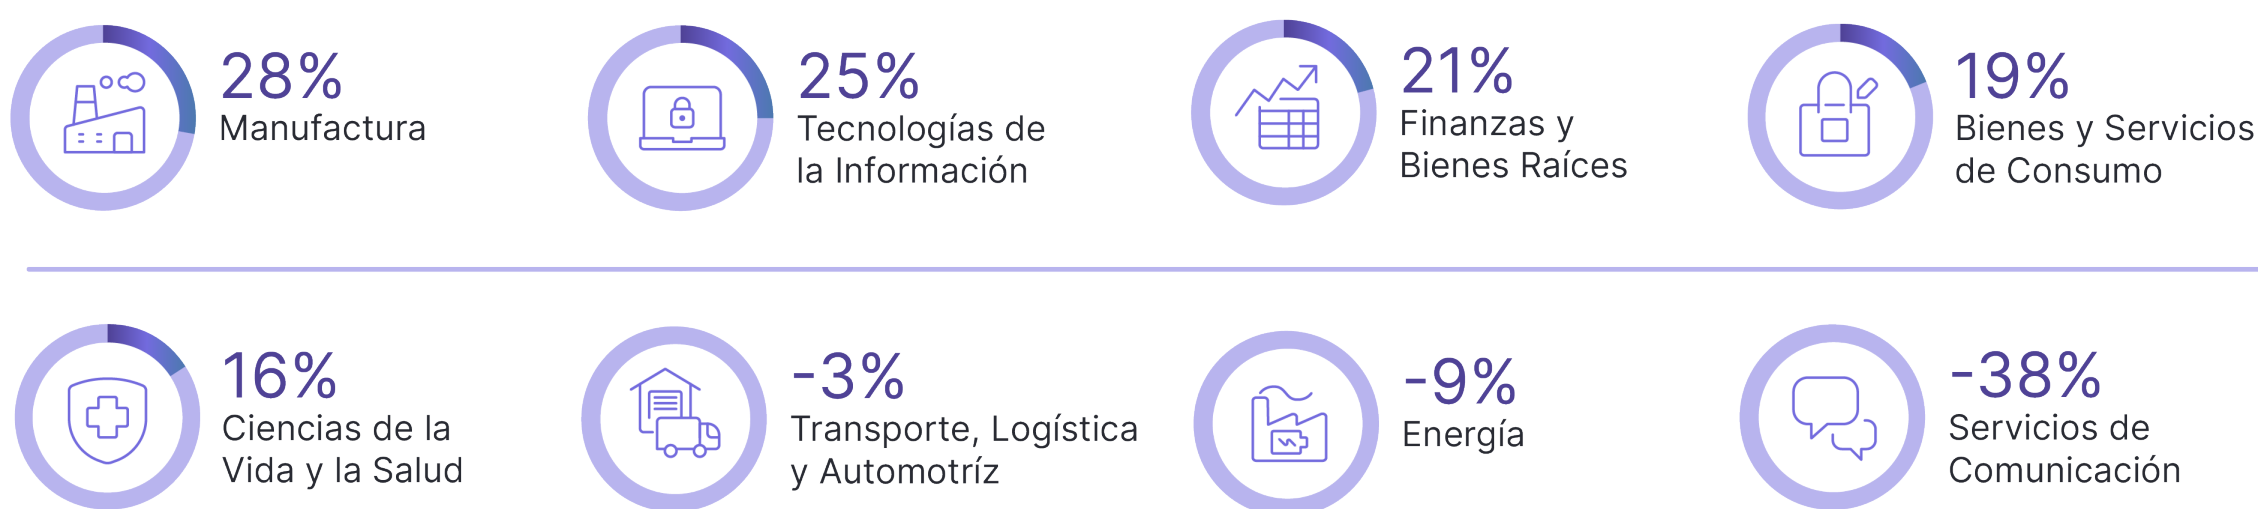 28%
Manufactura
25%
Tecnologías de
la Información
21%
Finanzas y
Bienes Raíces
19%
Bienes y Servicios
de Consumo
16%
Ciencias de la
Vida y la Salud
-3%
Transporte, Logística
y Automotríz
-9%
Energía
-38%
Servicios de
Comunicación